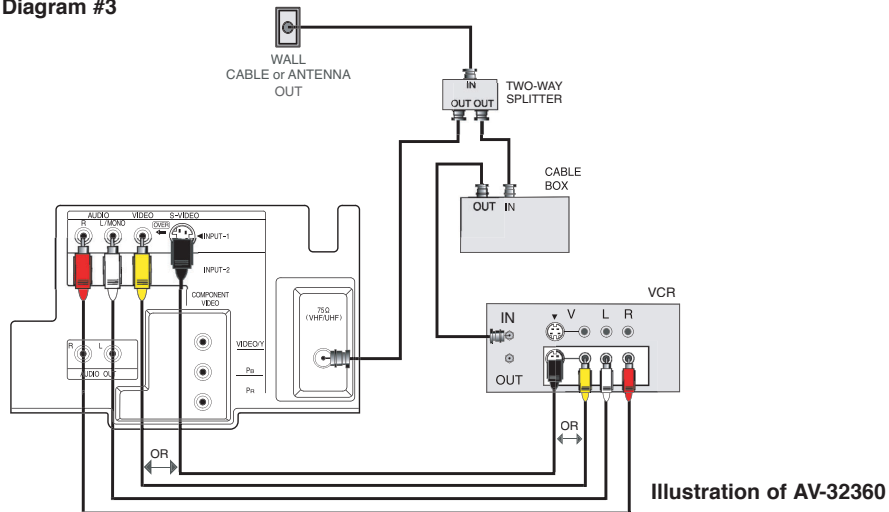 Diagram #3
WALL
CABLE or ANTENNA
OUT
IN
OUT OUT
TWO-WAY
SPLITTER
CABLE
BOX
OUT IN
AUDIO VIDEO S-VIDEO
R L/MONO
OVER
◄INPUT-1
INPUT-2
COMPONENT
VIDEO
75Ω
(VHF/UHF)
R L
AUDIO OUT
VIDEO/Y
PB
PR
VCR
IN
▼ V L R
OUT
OR
OR
Illustration of AV-32360